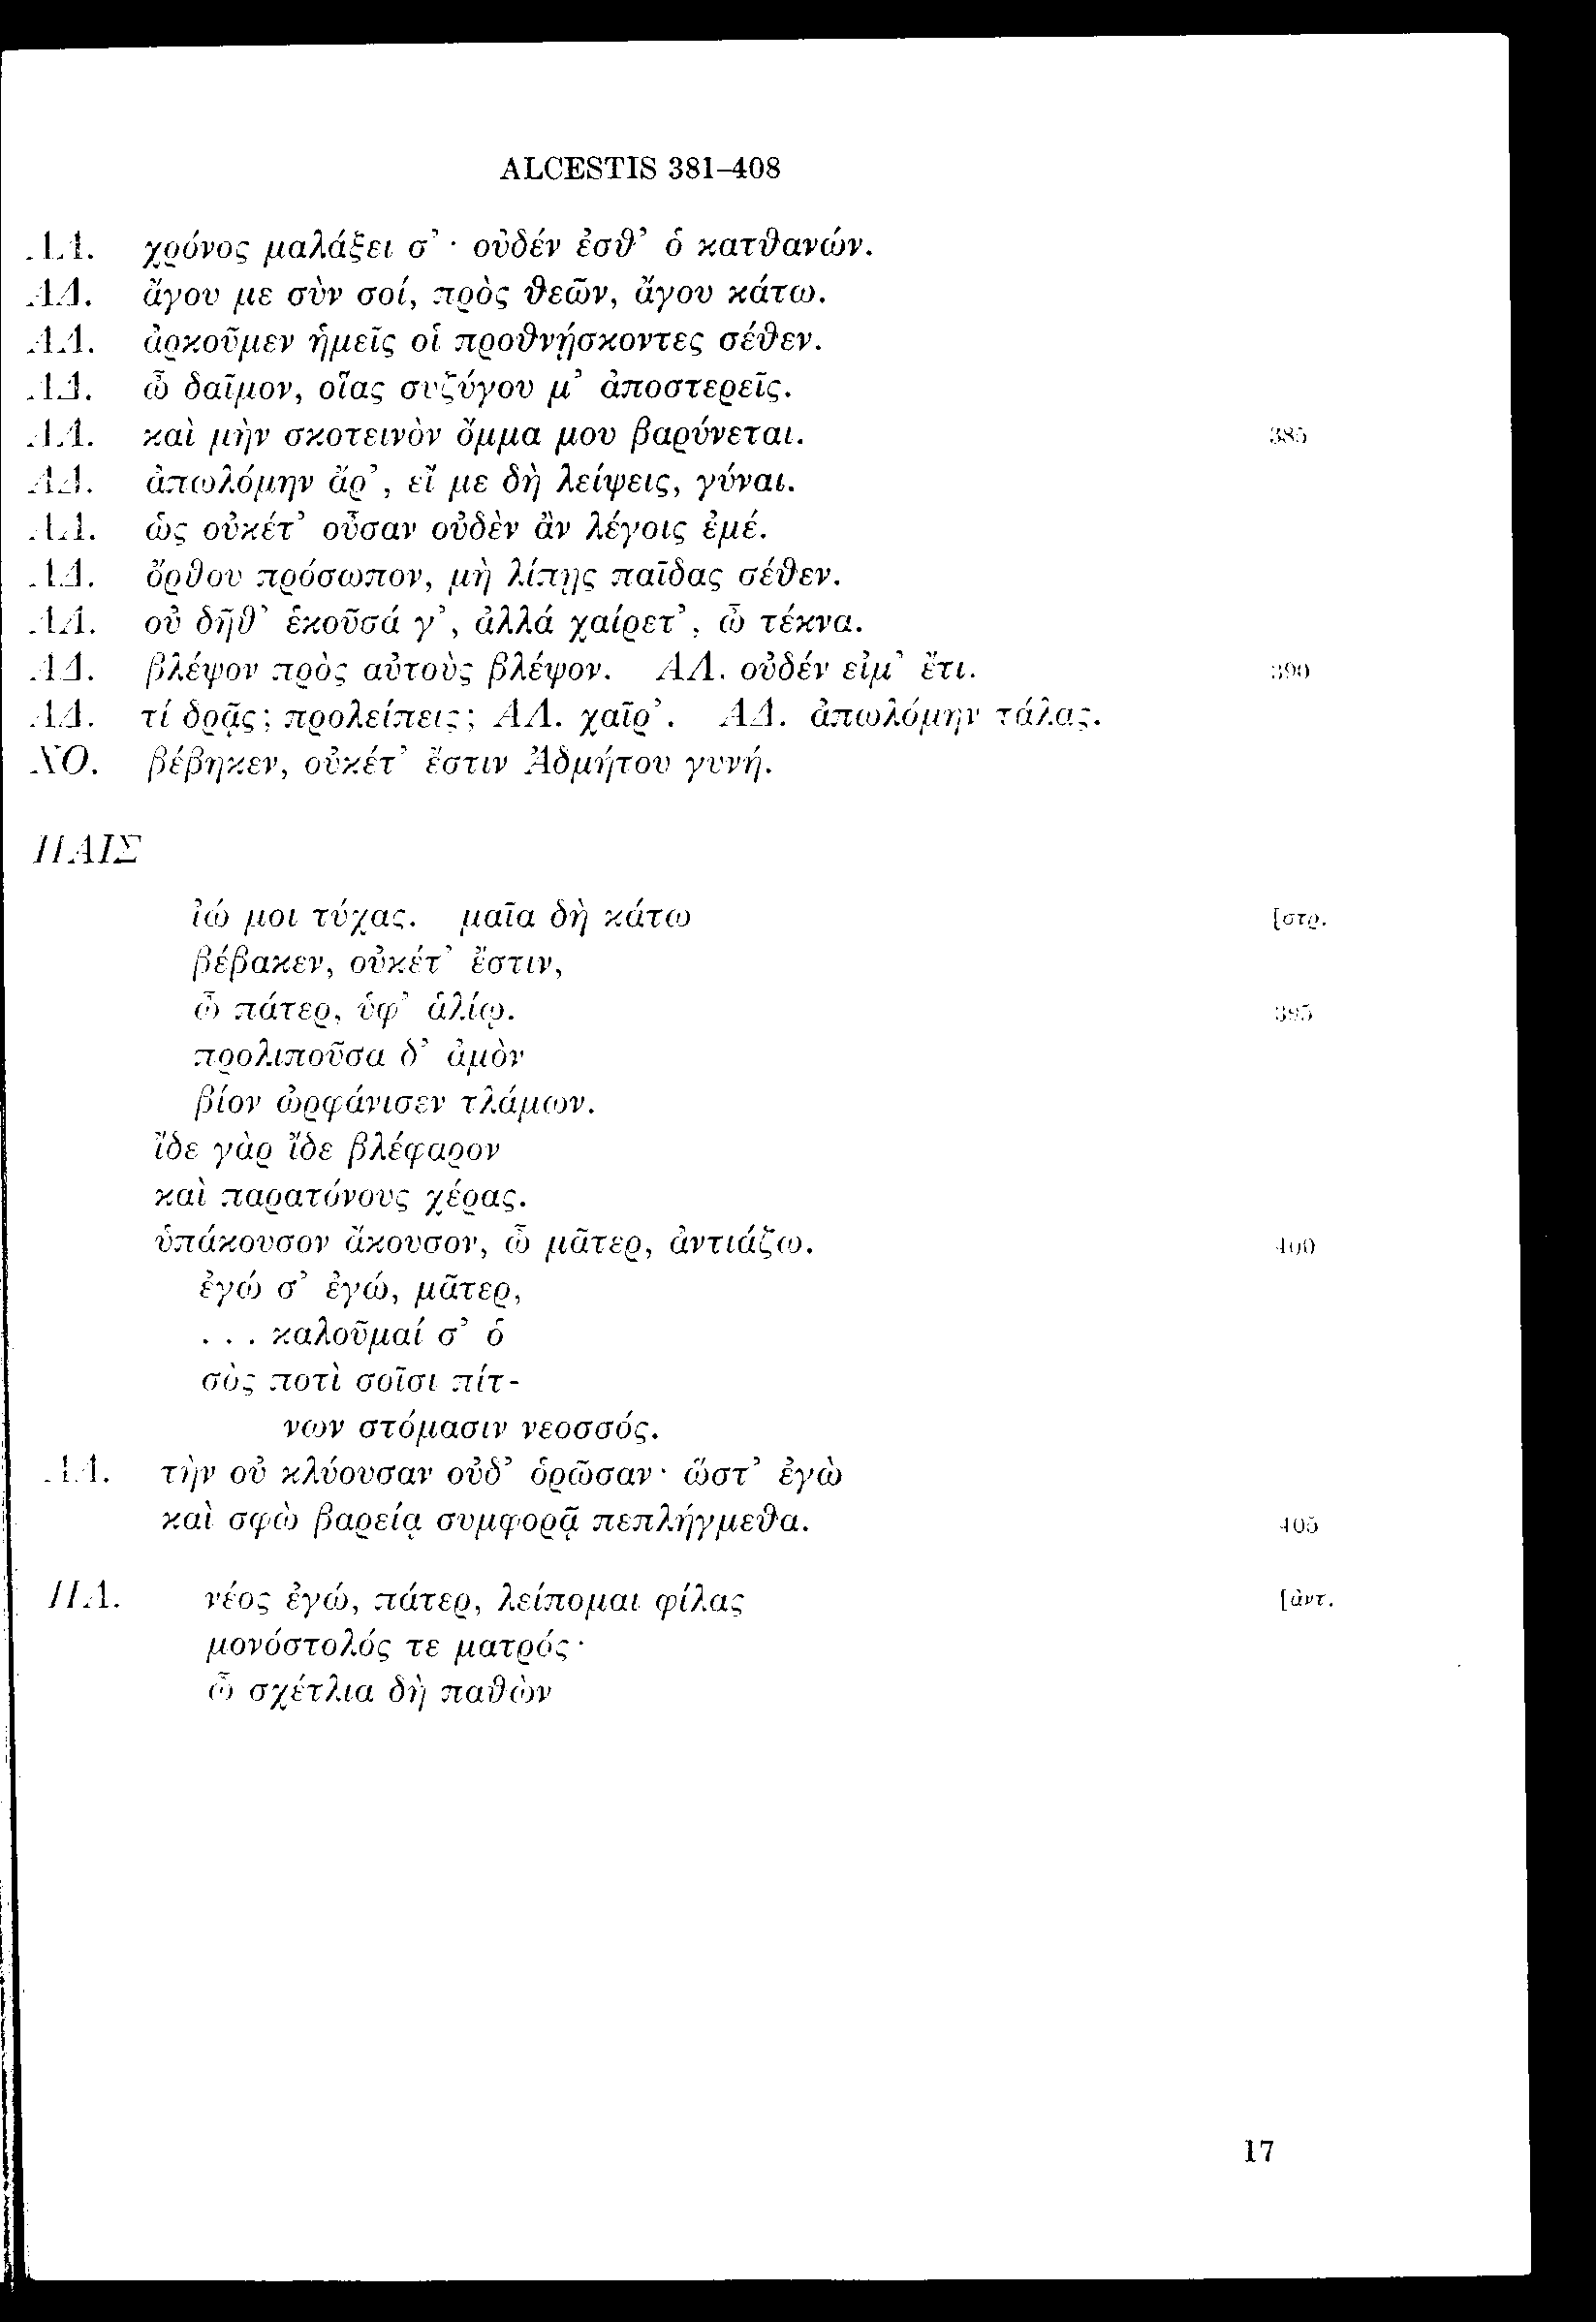 ALCESTIS 381–408
ΑΛ. χρόνος μαλάξει σ’· οὐδέν ἐσθ’ ὁ κατθανών.
ΑΔ. ἄγου με σὺν σοί, πρὸς θεῶν, ἄγου κάτω.
ΑΛ. ἀρκοῦμεν ἡμεῖς οἱ προθνῄσκοντες σέθεν.
ΑΔ. ὦ δαῖμον, οἵας συζύγου μ’ ἀποστερεῖς.
ΑΛ. καὶ μὴν σκοτεινὸν ὄμμα μου βαρύνεται. 385
ΑΔ. ἀπωλόμην ἄρ’, εἴ με δὴ λείψεις, γύναι.
ΑΛ. ὡς οὐκέτ’ οὖσαν οὐδὲν ἂν λέγοις ἐμέ.
ΑΔ. ὄρθου πρόσωπον, μὴ λίπῃς παῖδας σέθεν.
ΑΛ. οὐ δῆθ’ ἑκοῦσά γ’, ἀλλά χαίρετ’, ὦ τέκνα.
ΑΔ. βλέψον πρὸς αὐτοὺς βλέψον. ΑΛ. οὐδέν εἰμ’ ἔτι. 390
ΑΔ. τί δρᾷς; προλείπεις; ΑΛ. χαῖρ’. ΑΔ. ἀπωλόμην τάλας.
ΧΟ. βέβηκεν, οὐκέτ’ ἔστιν Ἀδμήτου γυνή.
ΠΑΙΣ
ἰώ μοι τύχας. μαῖα δὴ κάτω [στρ.
βέβακεν, οὐκέτ’ ἔστιν,
ὦ πάτερ, ὑφ’ ἁλίῳ. 395
προλιποῦσα δ’ ἀμὸν
βίον ὠρφάνισεν τλάμων.
ἴδε γὰρ ἴδε βλέφαρον
καὶ παρατόνους χέρας.
ὑπάκουσον ἄκουσον, ὦ μᾶτερ, ἀντιάζω. 400
ἐγώ σ’ ἐγώ, μᾶτερ,
. . . καλοῦμαί σ’ ὁ
σὸς ποτὶ σοῖσι πίτ-
νων στόμασιν νεοσσός.
ΑΔ. τὴν οὐ κλύουσαν οὐδ’ ὁρῶσαν· ὥστ’ ἐγὼ
καὶ σφὼ βαρείᾳ συμφορᾷ πεπλήγμεθα. 405
ΠΑ. νέος ἐγώ, πάτερ, λείπομαι φίλας [ἀντ.
μονόστολός τε ματρός·
ὦ σχέτλια δὴ παθὼν
17